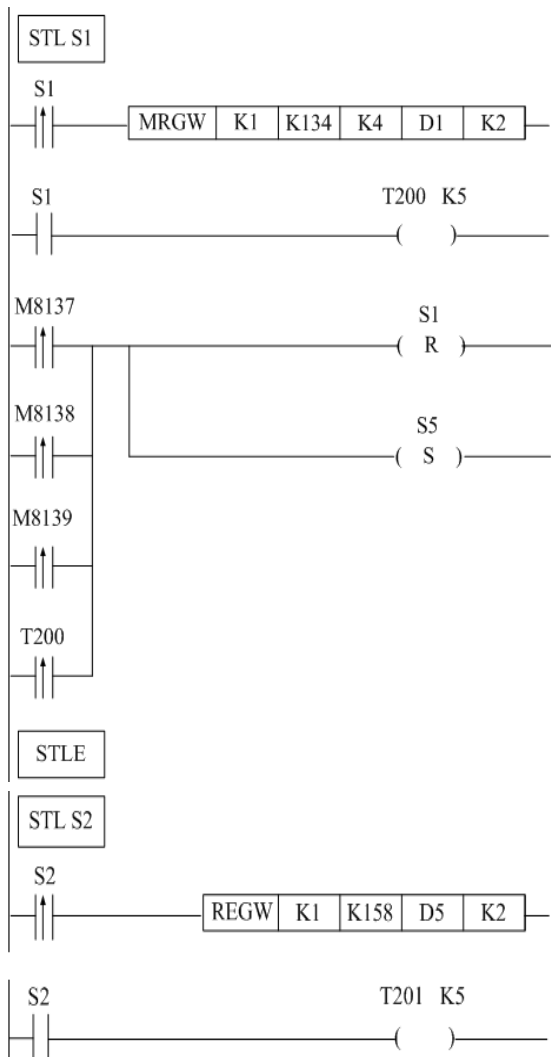 STL S1
S1
MRGW K1 K134 K4 D1 K2
S1 T200 K5
( )
M8137 S1
( R )
M8138 S5
( S )
M8139
T200
STLE
STL S2
S2
REGW K1 K158 D5 K2
S2 T201 K5
( )